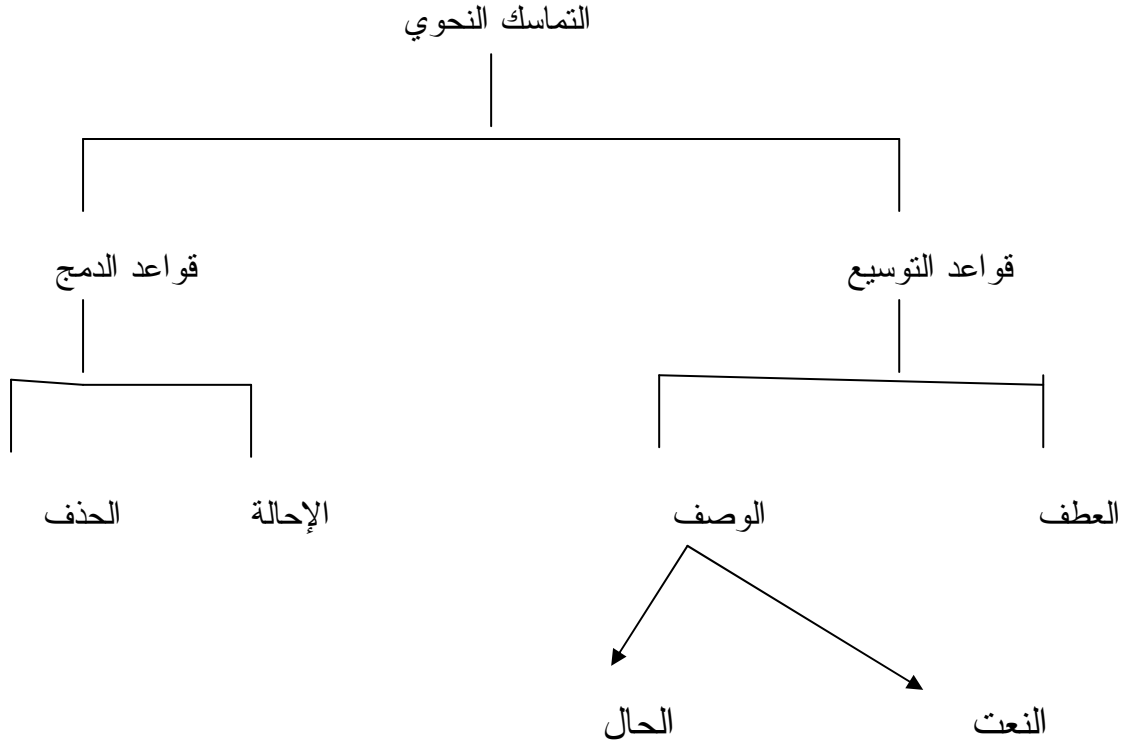 التماسك النحوي
قواعد التوسيع قواعد الدمج
العطف الوصف الإحالة الحذف
النعت الحال